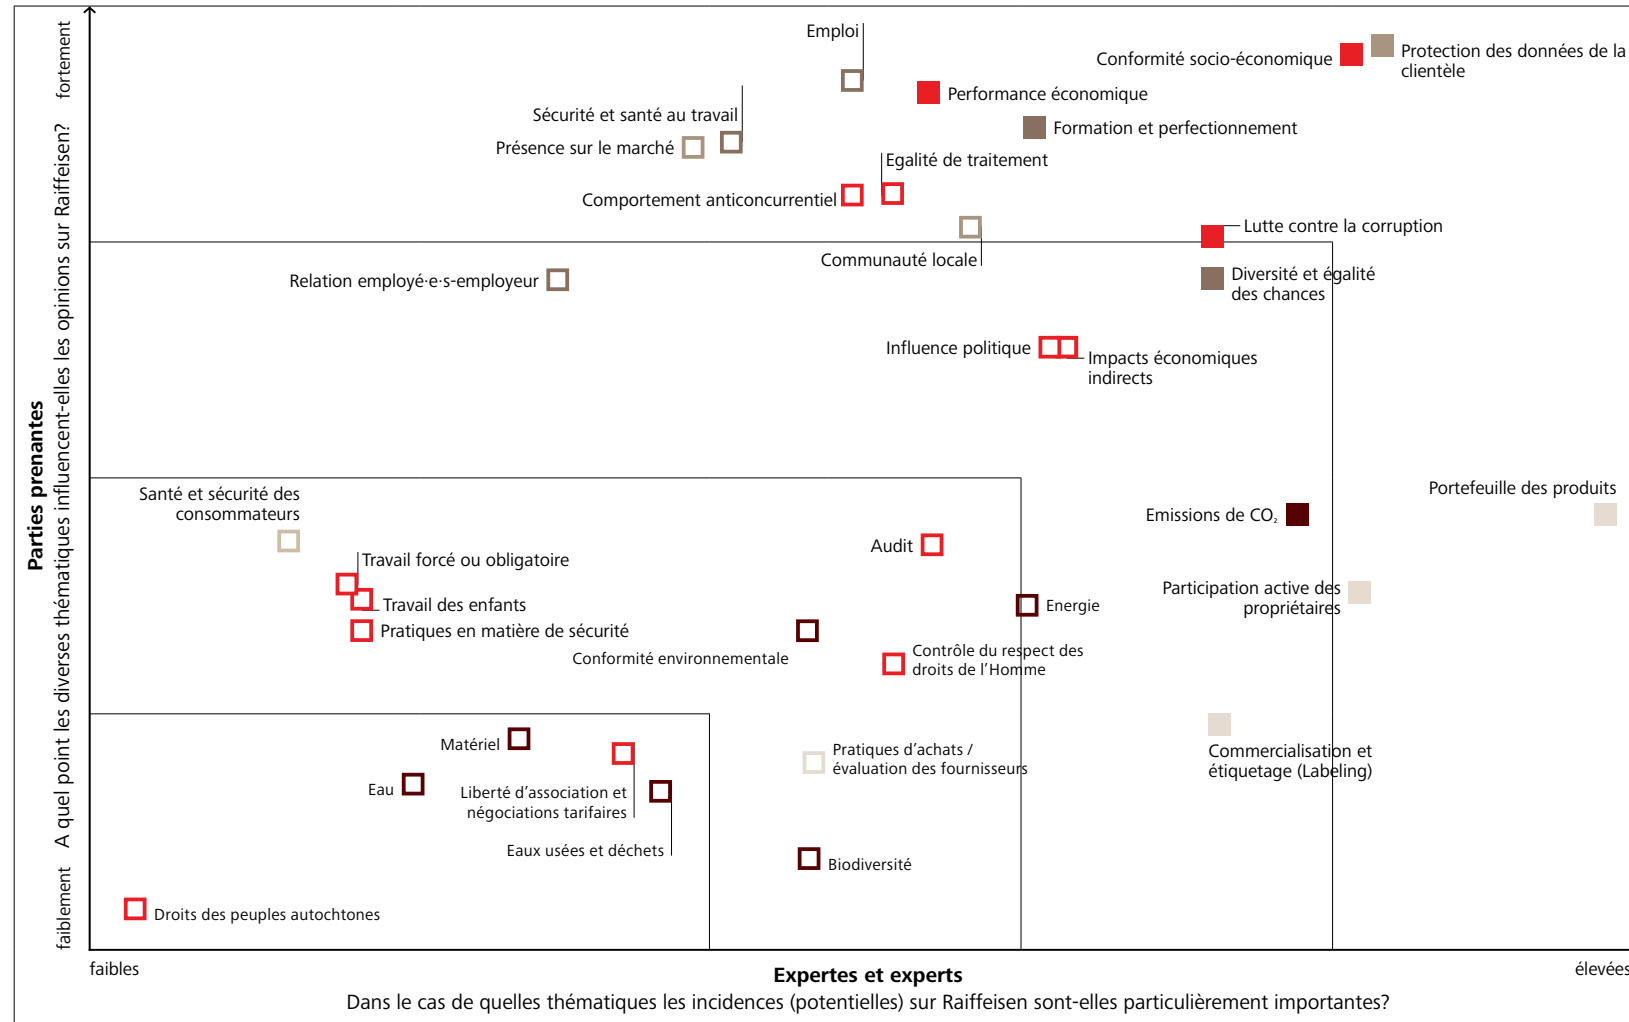 Parties prenantes
A quel point les diverses thématiques influencent-elles les opinions sur Raiffeisen?
fortement
faiblement
Emploi
Conformité socio-économique
Protection des données de la
clientèle
Performance économique
Sécurité et santé au travail
Formation et perfectionnement
Présence sur le marché
Egalité de traitement
Comportement anticoncurrentiel
Lutte contre la corruption
Communauté locale
Relation employé·e·s-employeur
Diversité et égalité
des chances
Influence politique
Impacts économiques
indirects
Santé et sécurité des
consommateurs
Portefeuille des produits
Emissions de CO₂
Audit
Travail forcé ou obligatoire
Travail des enfants
Pratiques en matière de sécurité
Energie
Participation active des
propriétaires
Conformité environnementale
Contrôle du respect des
droits de l’Homme
Matériel
Eau
Liberté d’association et
négociations tarifaires
Eaux usées et déchets
Pratiques d’achats /
évaluation des fournisseurs
Commercialisation et
étiquetage (Labeling)
Biodiversité
Droits des peuples autochtones
faibles
élevées
Expertes et experts
Dans le cas de quelles thématiques les incidences (potentielles) sur Raiffeisen sont-elles particulièrement importantes?